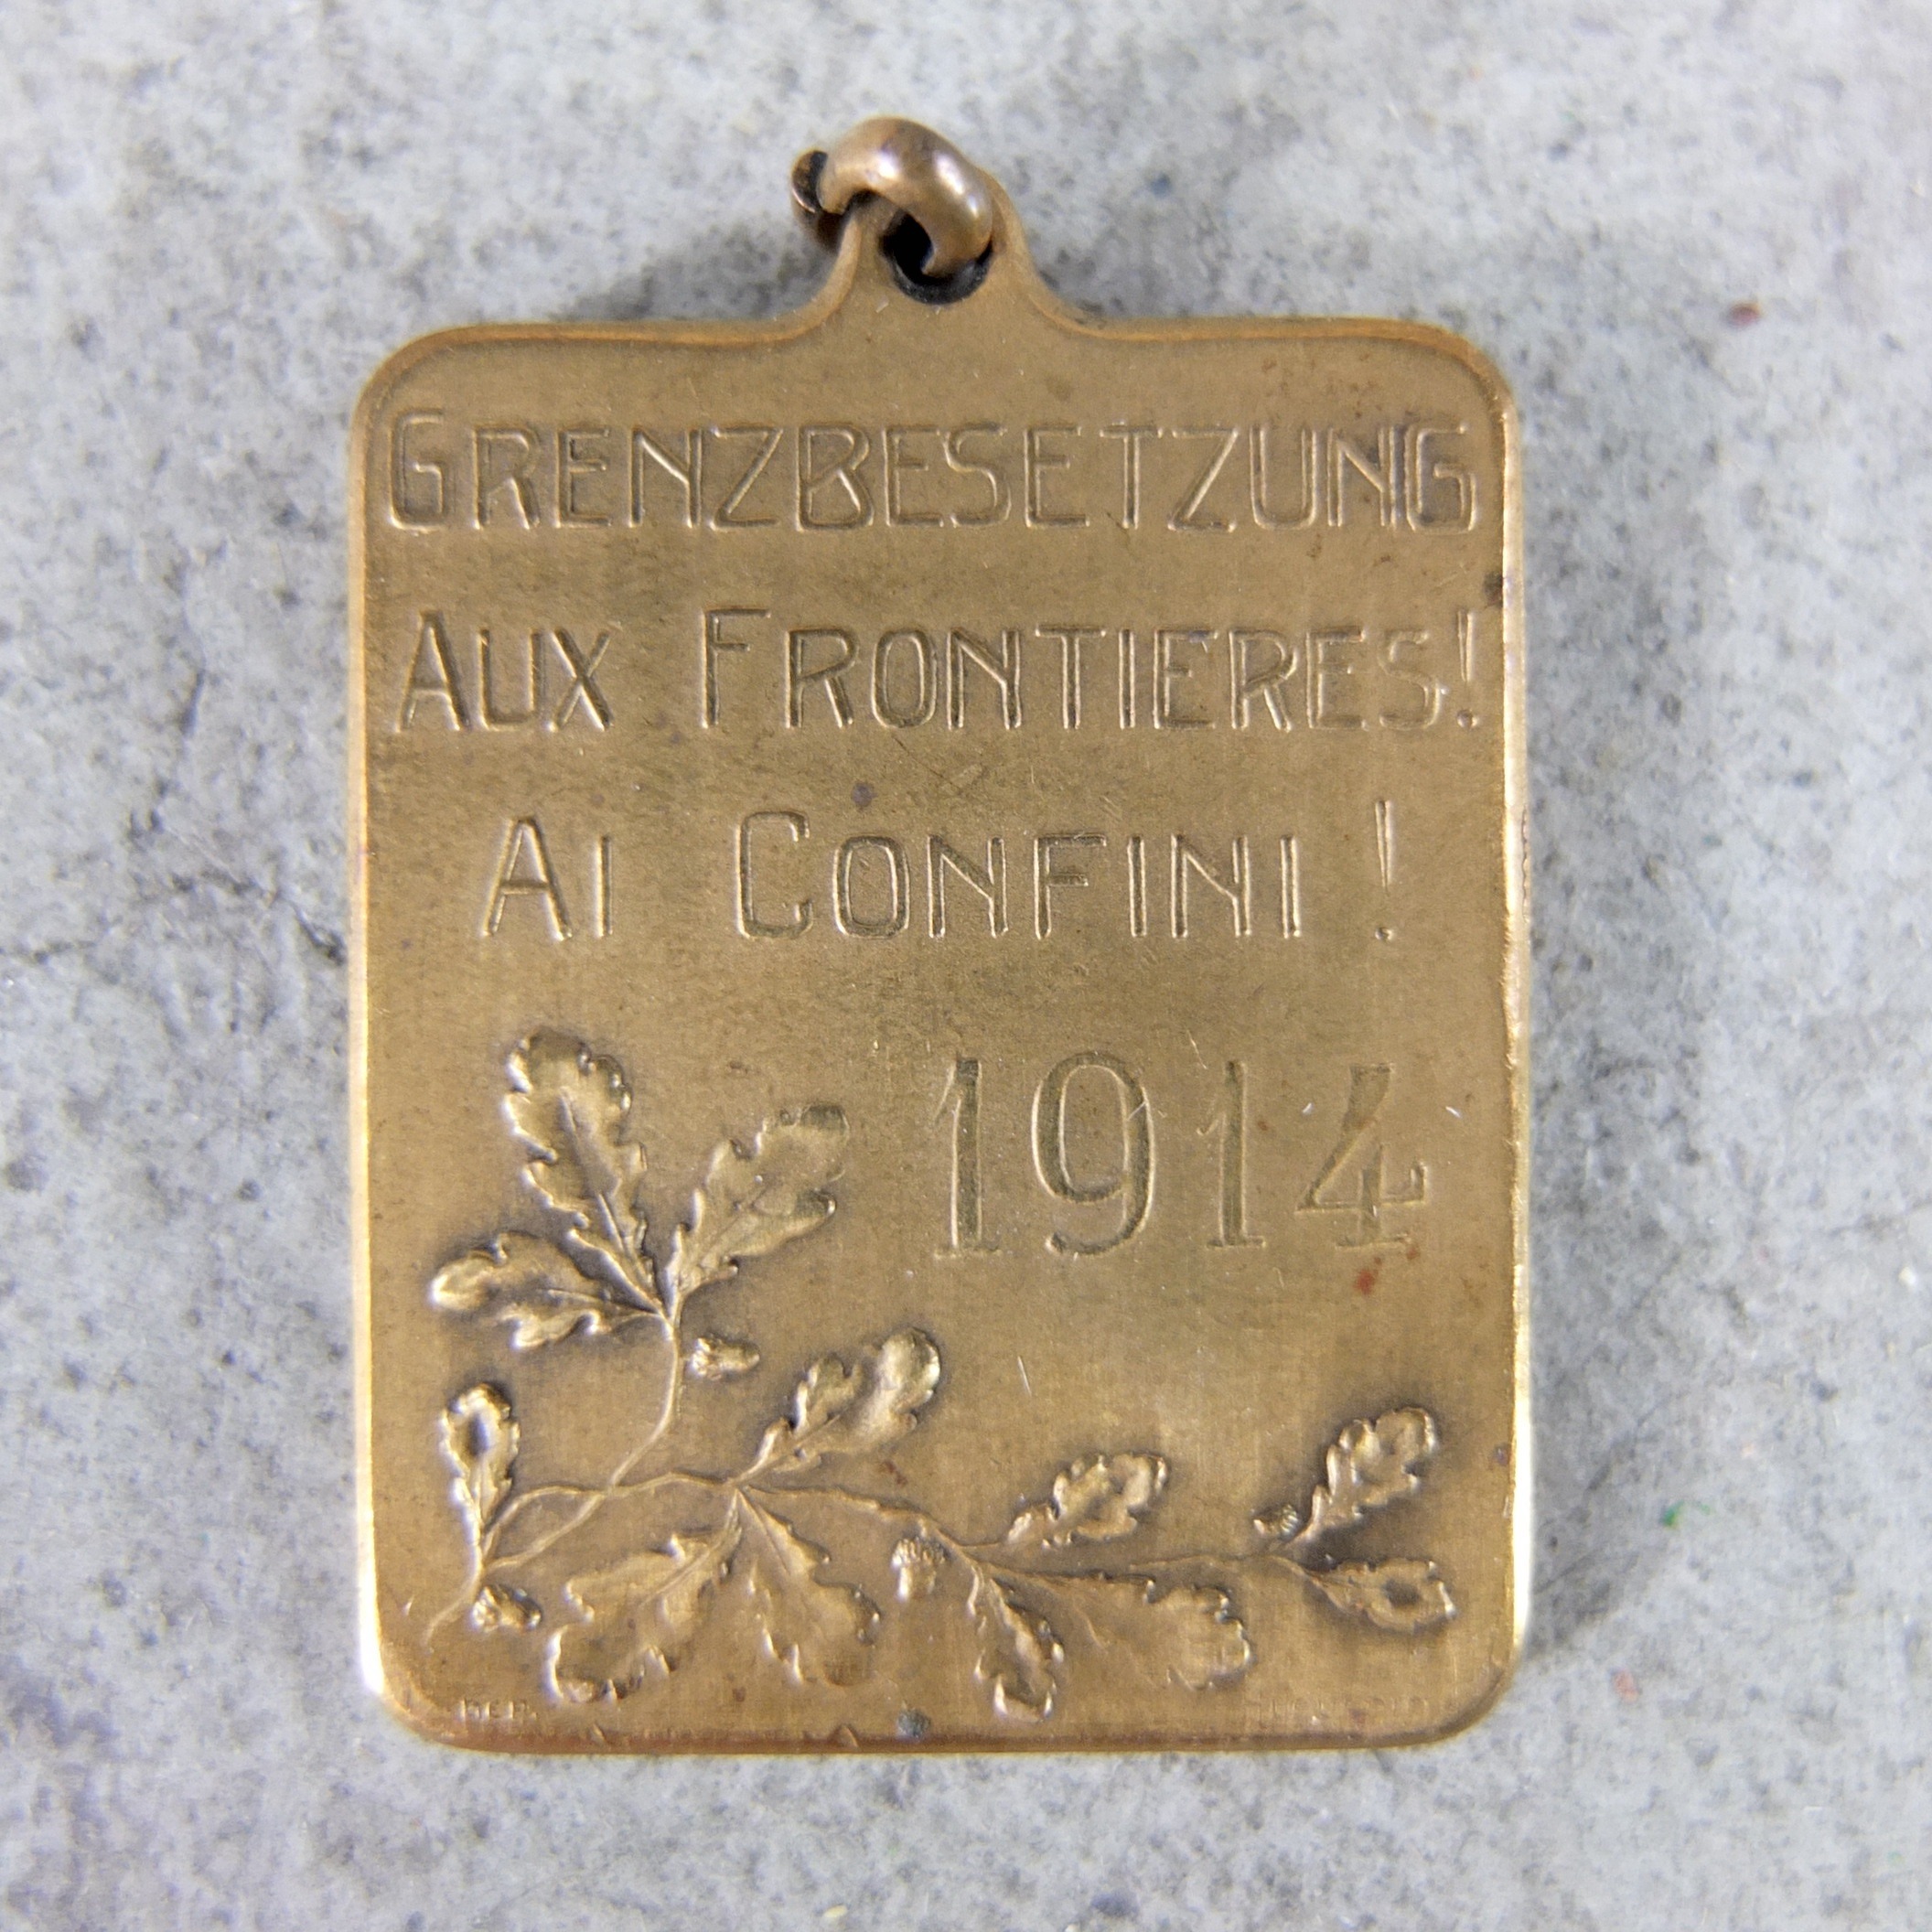 GRENZBESETZUNG
AUX FRONTIERES!
AI CONFINI !
1914